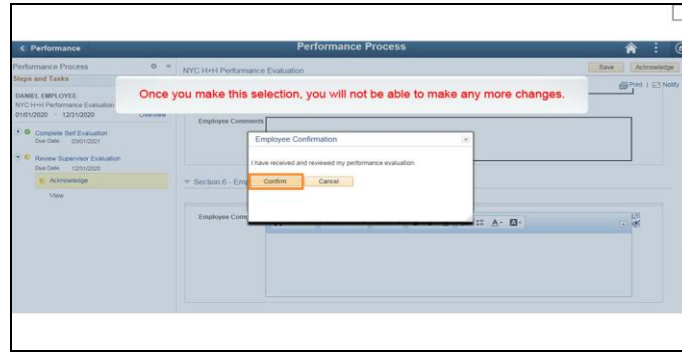 Performance
Performance Process
Performance Process
Steps and Tasks
NYC H+H Performance Evaluation
Save
Acknowledge
Print | Notify
Once you make this selection, you will not be able to make any more changes.
DANIEL EMPLOYEE
NYC H+H Performance Evaluation
01/01/2020 - 12/31/2020
Overview
Employee Comments
Complete Self Evaluation
Due Date 03/01/2021
Employee Confirmation
I have received and reviewed my performance evaluation.
Review Supervisor Evaluation
Due Date 12/31/2020
Acknowledge
Section 6 - Em
Confirm
Cancel
View
Employee Com